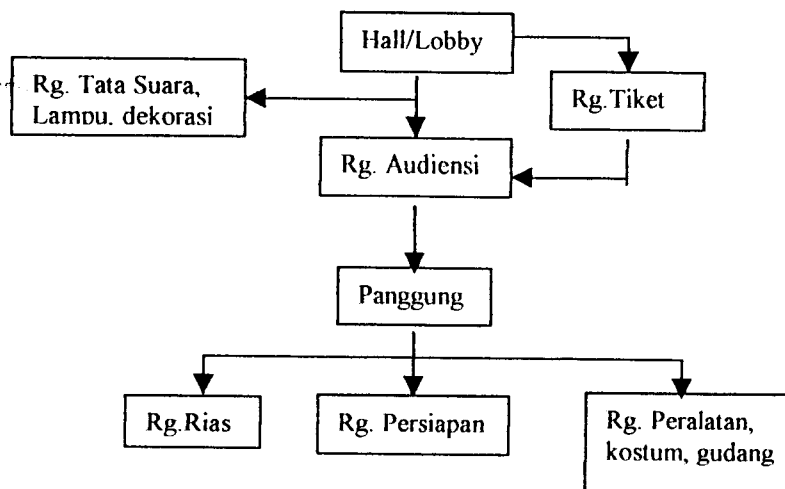 Hall/Lobby
Rg. Tata Suara,
Lampu, dekorasi
Rg.Tiket
Rg. Audiensi
Panggung
Rg.Rias
Rg. Persiapan
Rg. Peralatan,
kostum, gudang